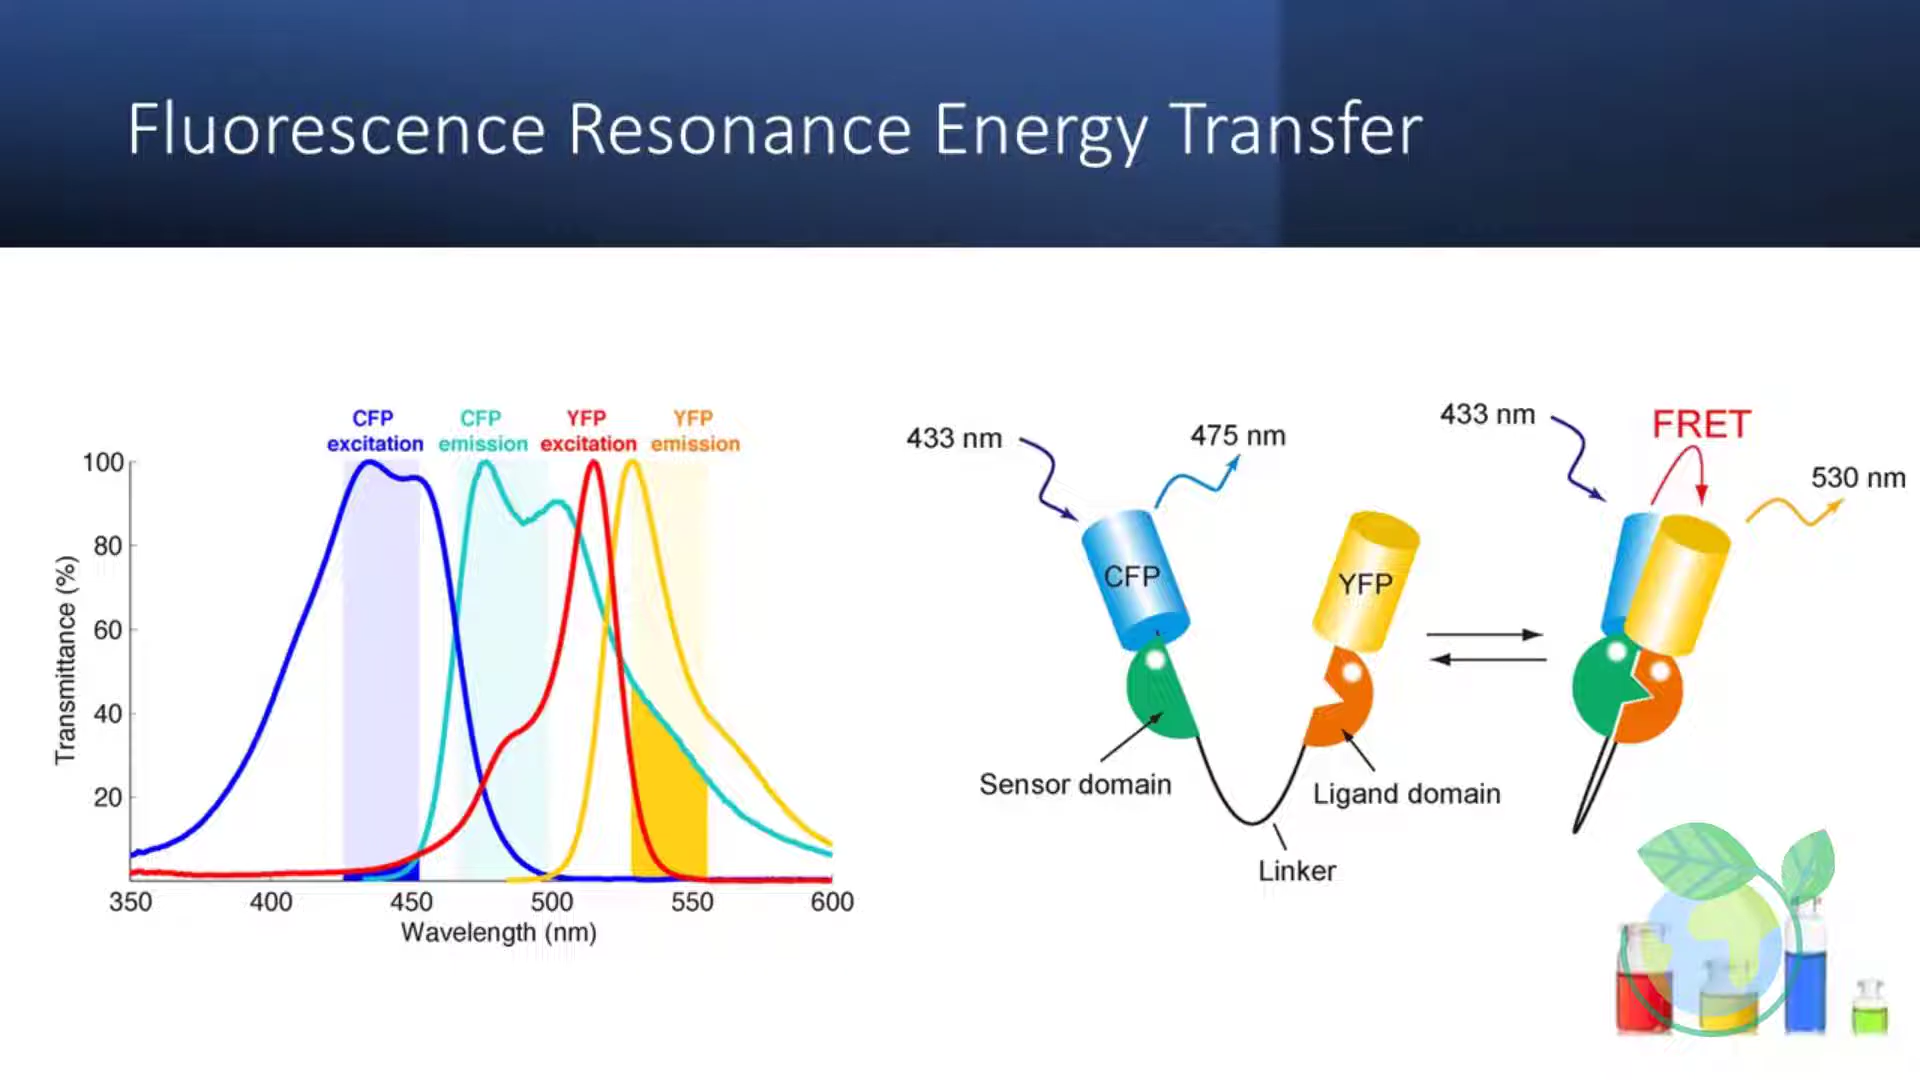 Fluorescence Resonance Energy Transfer
CFP
excitation
CFP
emission
YFP
excitation
YFP
emission
100
80
60
40
20
Transmittance (%)
350
400
450
500
550
600
Wavelength (nm)
433 nm
475 nm
CFP
YFP
Sensor domain
Ligand domain
Linker
433 nm
FRET
530 nm